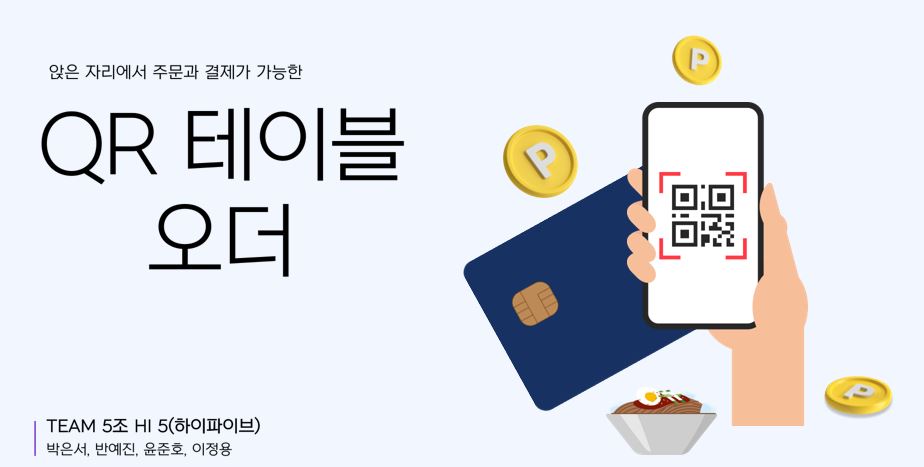 앉은 자리에서 주문과 결제가 가능한
QR 테이블
오더
P
P
P
TEAM 5조 HI 5(하이파이브)
박은서, 반예진, 윤준호, 이정용